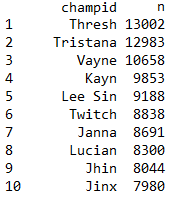 champid n
1 Thresh 13002
2 Tristana 12983
3 Vayne 10658
4 Kayn 9853
5 Lee Sin 9188
6 Twitch 8838
7 Janna 8691
8 Lucian 8300
9 Jhin 8044
10 Jinx 7980